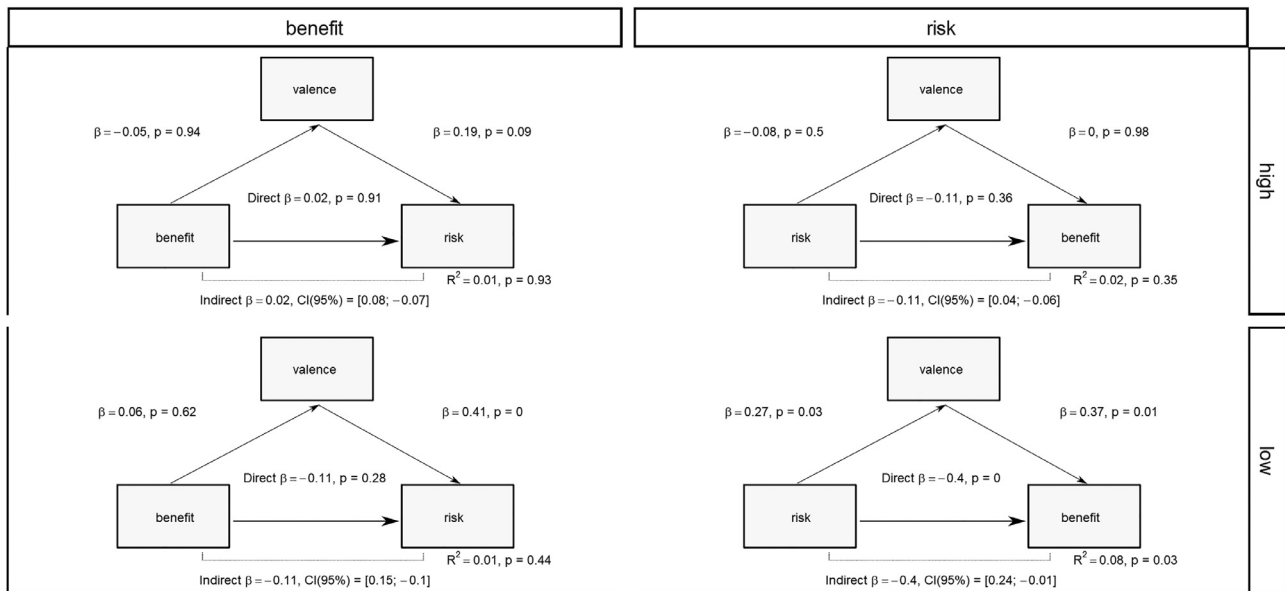 benefit
risk
high
valence
β = −0.05, p = 0.94
β = 0.19, p = 0.09
Direct β = 0.02, p = 0.91
benefit
risk
R² = 0.01, p = 0.93
Indirect β = 0.02, CI(95%) = [0.08; −0.07]
valence
β = −0.08, p = 0.5
β = 0, p = 0.98
Direct β = −0.11, p = 0.36
risk
benefit
R² = 0.02, p = 0.35
Indirect β = −0.11, CI(95%) = [0.04; −0.06]
low
valence
β = 0.06, p = 0.62
β = 0.41, p = 0
Direct β = −0.11, p = 0.28
benefit
risk
R² = 0.01, p = 0.44
Indirect β = −0.11, CI(95%) = [0.15; −0.1]
valence
β = 0.27, p = 0.03
β = 0.37, p = 0.01
Direct β = −0.4, p = 0
risk
benefit
R² = 0.08, p = 0.03
Indirect β = −0.4, CI(95%) = [0.24; −0.01]